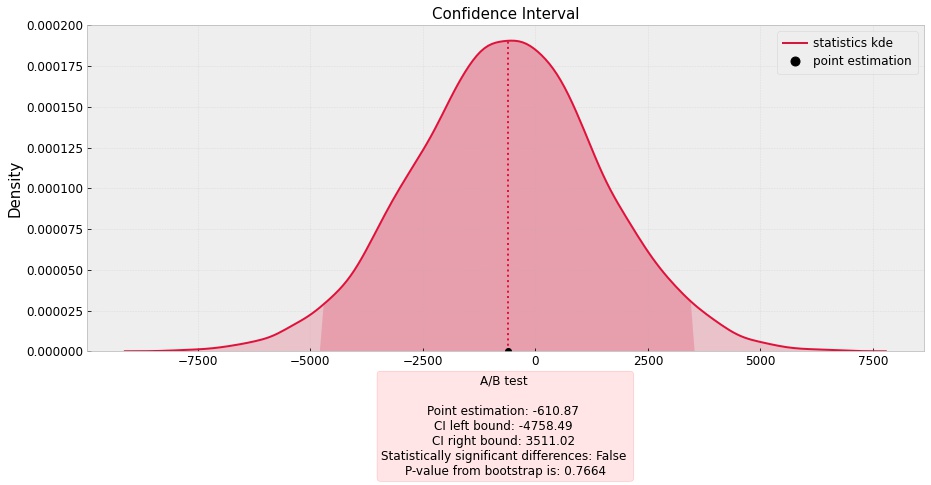 Confidence Interval
0.000200
0.000175
0.000150
0.000125
0.000100
0.000075
0.000050
0.000025
0.000000
Density
statistics kde
point estimation
−7500 −5000 −2500 0 2500 5000 7500
A/B test
Point estimation: -610.87
CI left bound: -4758.49
CI right bound: 3511.02
Statistically significant differences: False
P-value from bootstrap is: 0.7664